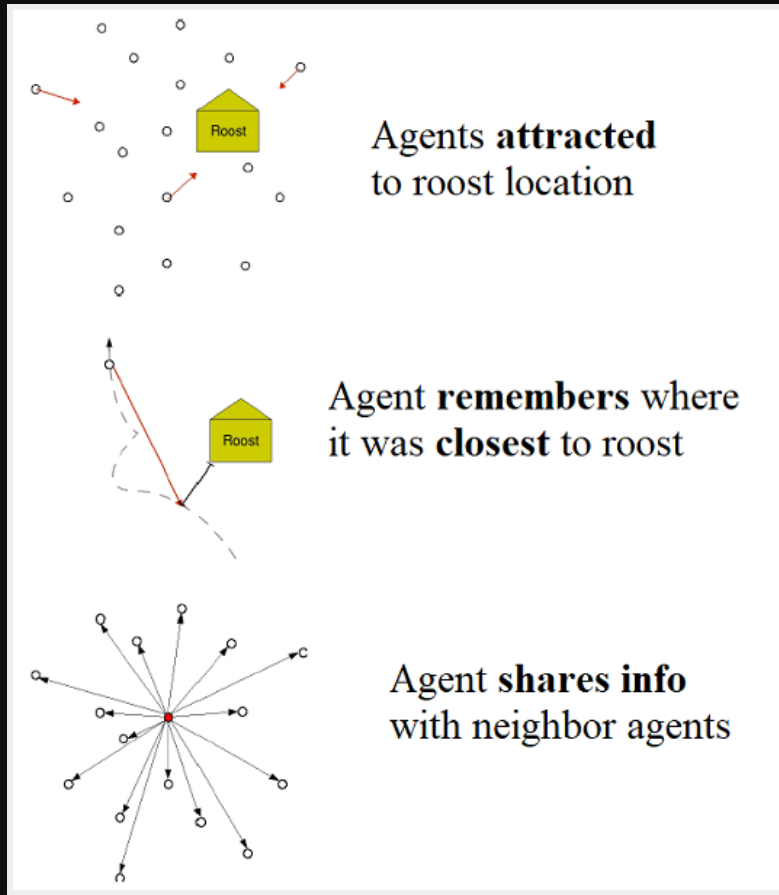 Roost
Agents attracted
to roost location
Roost
Agent remembers where
it was closest to roost
Agent shares info
with neighbor agents